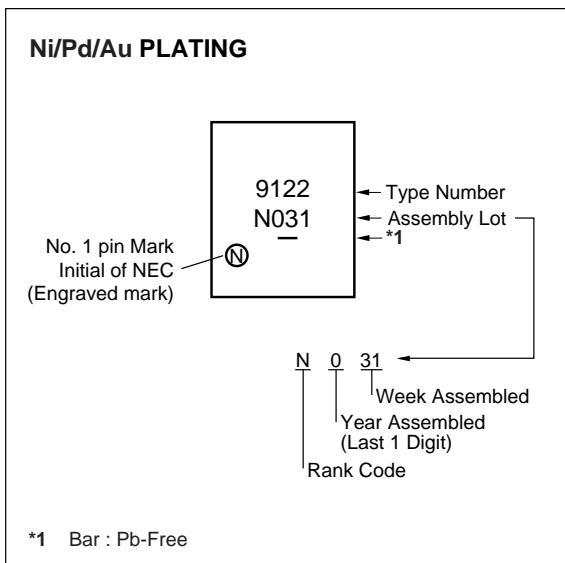 Ni/Pd/Au PLATING
9122
N031
Type Number
Assembly Lot
*1
No. 1 pin Mark
Initial of NEC
(Engraved mark)
N
N 0 31
Week Assembled
Year Assembled
(Last 1 Digit)
Rank Code
*1 Bar : Pb-Free